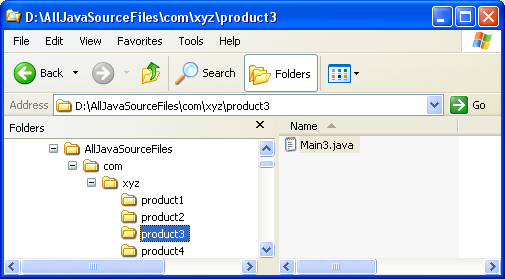 D:\AllJavaSourceFiles\com\xyz\product3
File Edit View Favorites Tools Help
Back Search Folders
Address D:\AllJavaSourceFiles\com\xyz\product3 Go
Folders
AllJavaSourceFiles
com
xyz
product1
product2
product3
product4
Name
Main3.java